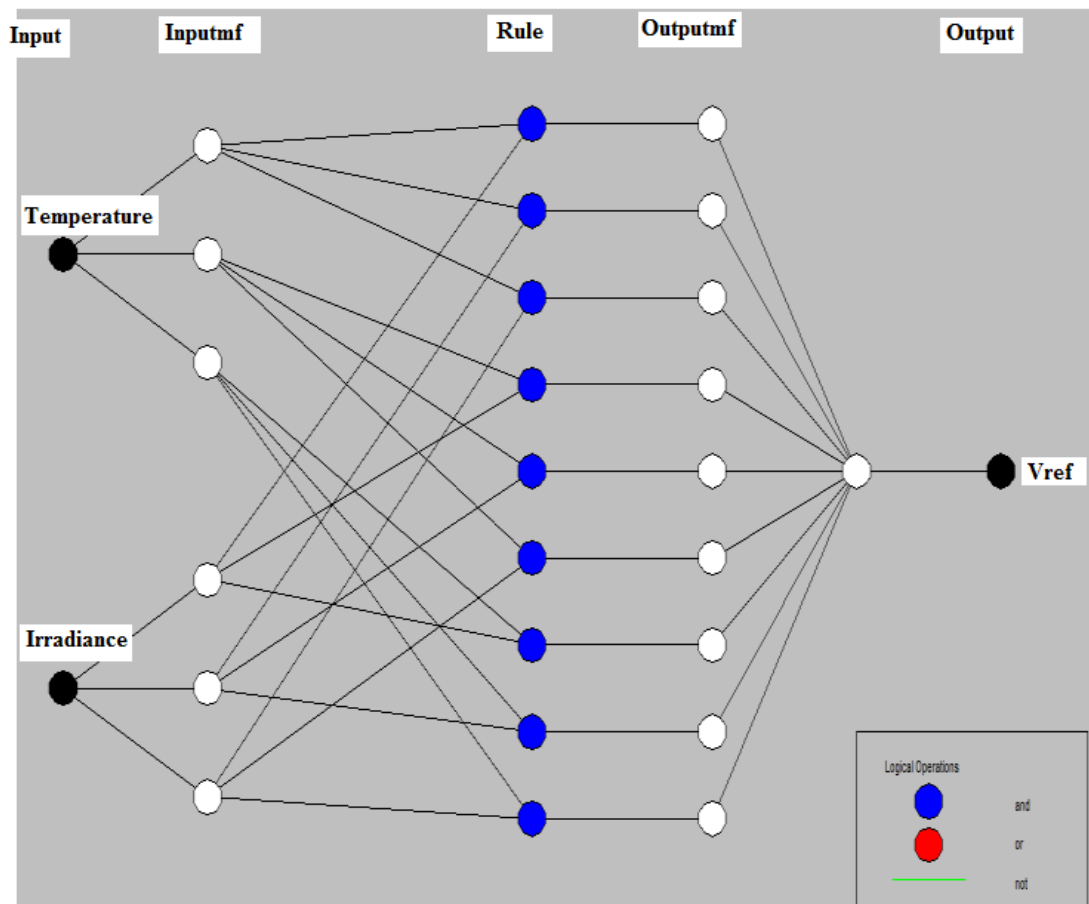 Input
Inputmf
Rule
Outputmf
Output
Temperature
Vref
Irradiance
Logical Operations
and
or
not